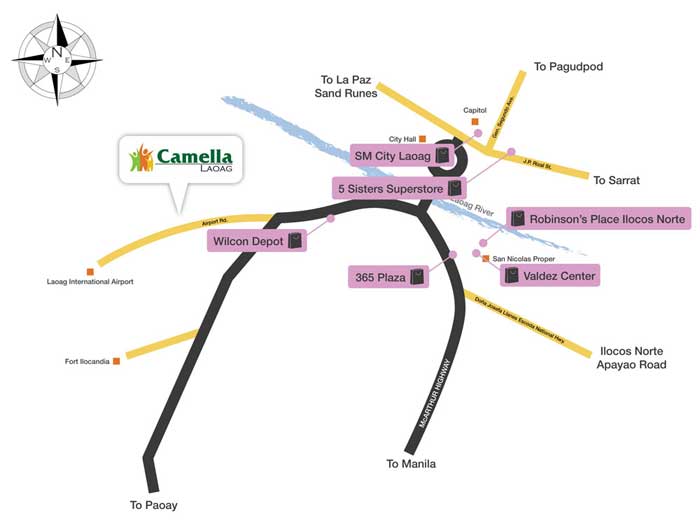 N
W
E
S
To Pagudpod
To La Paz
Sand Runes
Capitol
Gen. Segundo Ave.
City Hall
Camella
LAOAG
SM City Laoag
J.P. Rizal St.
5 Sisters Superstore
To Sarrat
Laoag River
Airport Rd.
Robinson's Place Ilocos Norte
Wilcon Depot
San Nicolas Proper
365 Plaza
Valdez Center
Laoag International Airport
Doña Josefa Llanes Escoda National Hwy.
Ilocos Norte
Apayao Road
Fort Ilocandia
McARTHUR HIGHWAY
To Manila
To Paoay